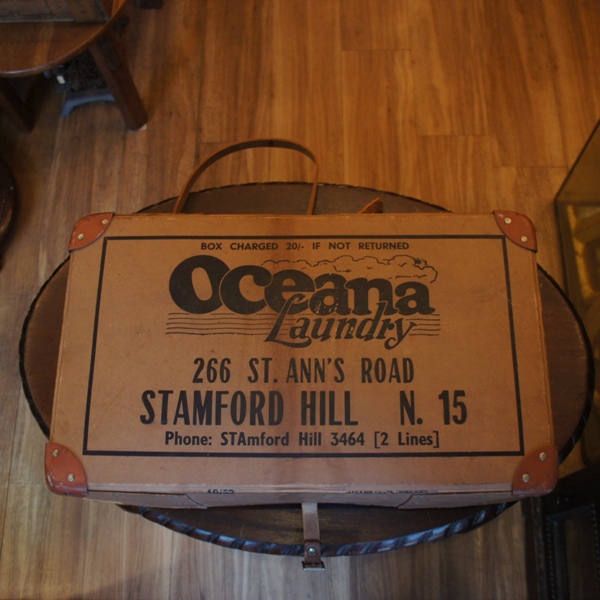 BOX CHARGED 20/- IF NOT RETURNED
Oceana
Laundry
266 ST. ANN'S ROAD
STAMFORD HILL N. 15
Phone: STAmford Hill 3464 [2 Lines]